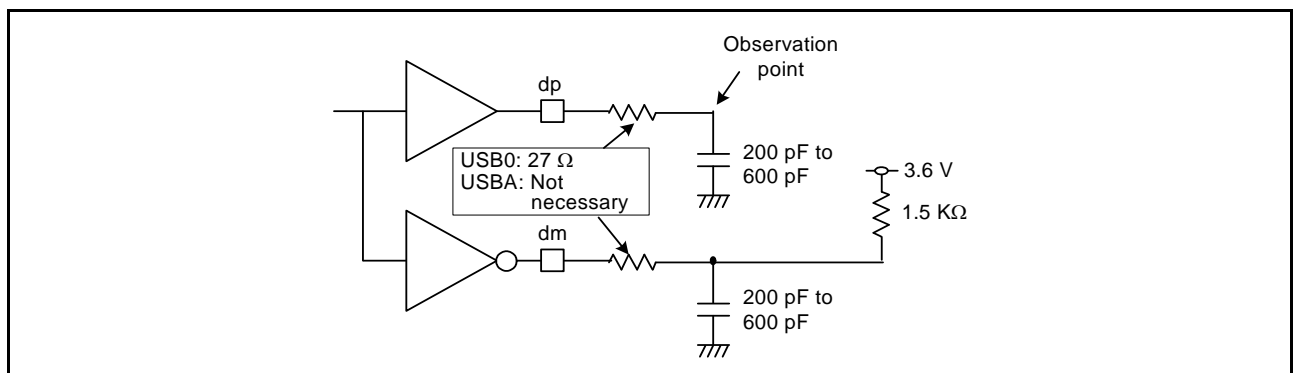 Observation
point
dp
200 pF to
600 pF
USB0: 27 Ω
USBA: Not
necessary
3.6 V
1.5 KΩ
dm
200 pF to
600 pF